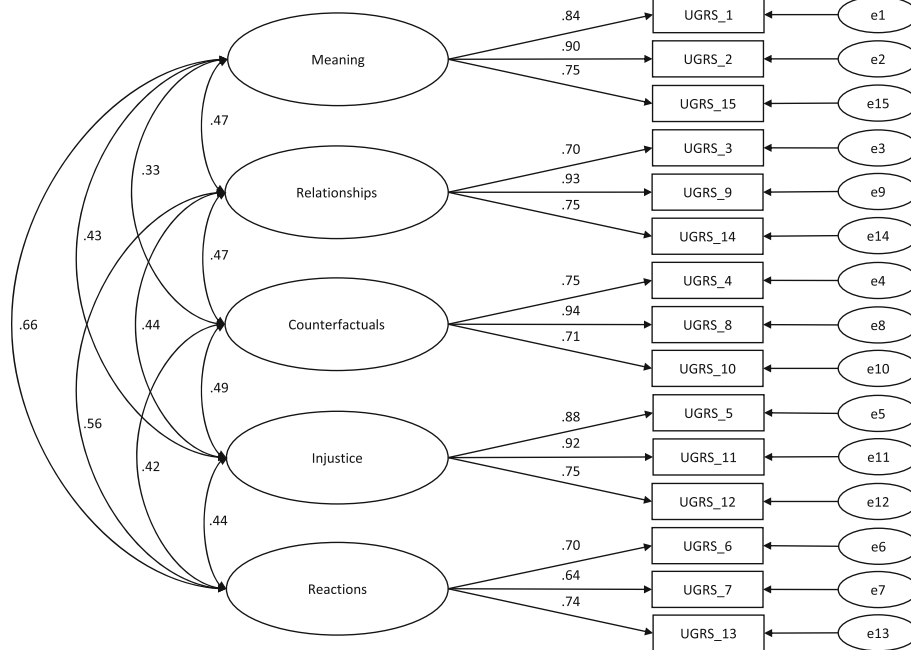 .84
UGRS_1
e1
Meaning
.90
UGRS_2
e2
.75
UGRS_15
e15
.47
.70
UGRS_3
e3
.33
Relationships
.93
UGRS_9
e9
.75
UGRS_14
e14
.43
.47
.75
UGRS_4
e4
.66
.44
Counterfactuals
.94
UGRS_8
e8
.71
UGRS_10
e10
.49
.88
UGRS_5
e5
.56
Injustice
.92
UGRS_11
e11
.42
.75
UGRS_12
e12
.44
.70
UGRS_6
e6
Reactions
.64
UGRS_7
e7
.74
UGRS_13
e13